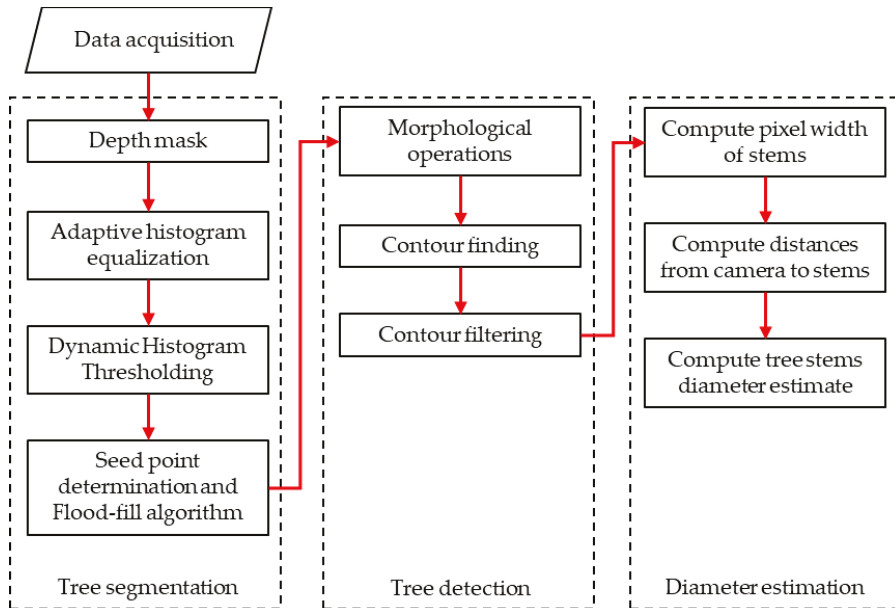 Data acquisition
Depth mask
Adaptive histogram
equalization
Dynamic Histogram
Thresholding
Seed point
determination and
Flood-fill algorithm
Tree segmentation
Morphological
operations
Contour finding
Contour filtering
Tree detection
Compute pixel width
of stems
Compute distances
from camera to stems
Compute tree stems
diameter estimate
Diameter estimation